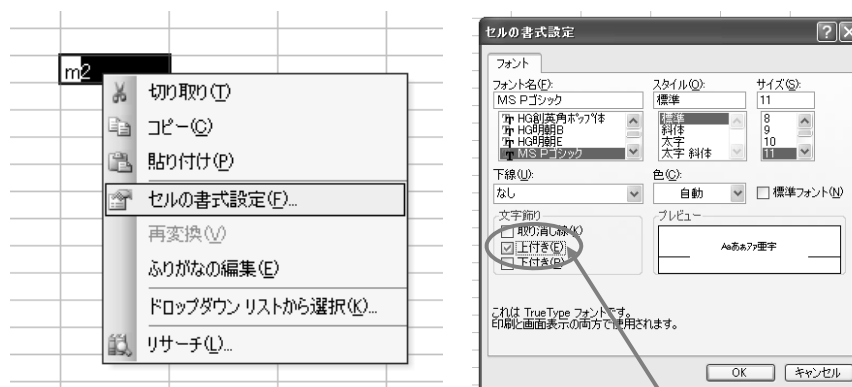 m2
切り取り(T)
コピー(C)
貼り付け(P)
セルの書式設定(F)...
再変換(V)
ふりがなの編集(E)
ドロップダウン リストから選択(K)...
リサーチ(L)...
セルの書式設定
フォント
フォント名(F): スタイル(O): サイズ(S):
MS Pゴシック 標準 11
HG創英角ポップ体 標準 8
HG明朝B 斜体 9
HG明朝E 太字 10
MS Pゴシック 太字 斜体 11
下線(U): 色(C):
なし 自動 標準フォント(N)
文字飾り プレビュー
取り消し線(K)
上付き(E) Aaあぁアァ亜宇
下付き(B)
これは TrueType フォントです。
印刷と画面表示の両方で使用されます。
OK キャンセル